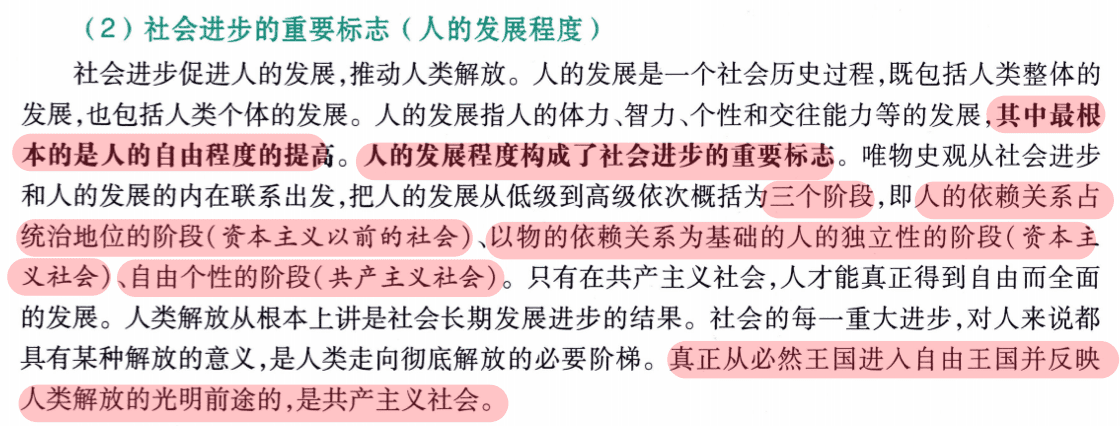 （2）社会进步的重要标志（人的发展程度）
社会进步促进人的发展，推动人类解放。人的发展是一个社会历史过程，既包括人类整体的
发展，也包括人类个体的发展。人的发展指人的体力、智力、个性和交往能力等的发展，其中最根
本的是人的自由程度的提高。人的发展程度构成了社会进步的重要标志。唯物史观从社会进步
和人的发展的内在联系出发，把人的发展从低级到高级依次概括为三个阶段，即人的依赖关系占
统治地位的阶段（资本主义以前的社会）、以物的依赖关系为基础的人的独立性的阶段（资本主
义社会）、自由个性的阶段（共产主义社会）。只有在共产主义社会，人才能真正得到自由而全面
的发展。人类解放从根本上讲是社会长期发展进步的结果。社会的每一重大进步，对人来说都
具有某种解放的意义，是人类走向彻底解放的必要阶梯。真正从必然王国进入自由王国并反映
人类解放的光明前途的，是共产主义社会。